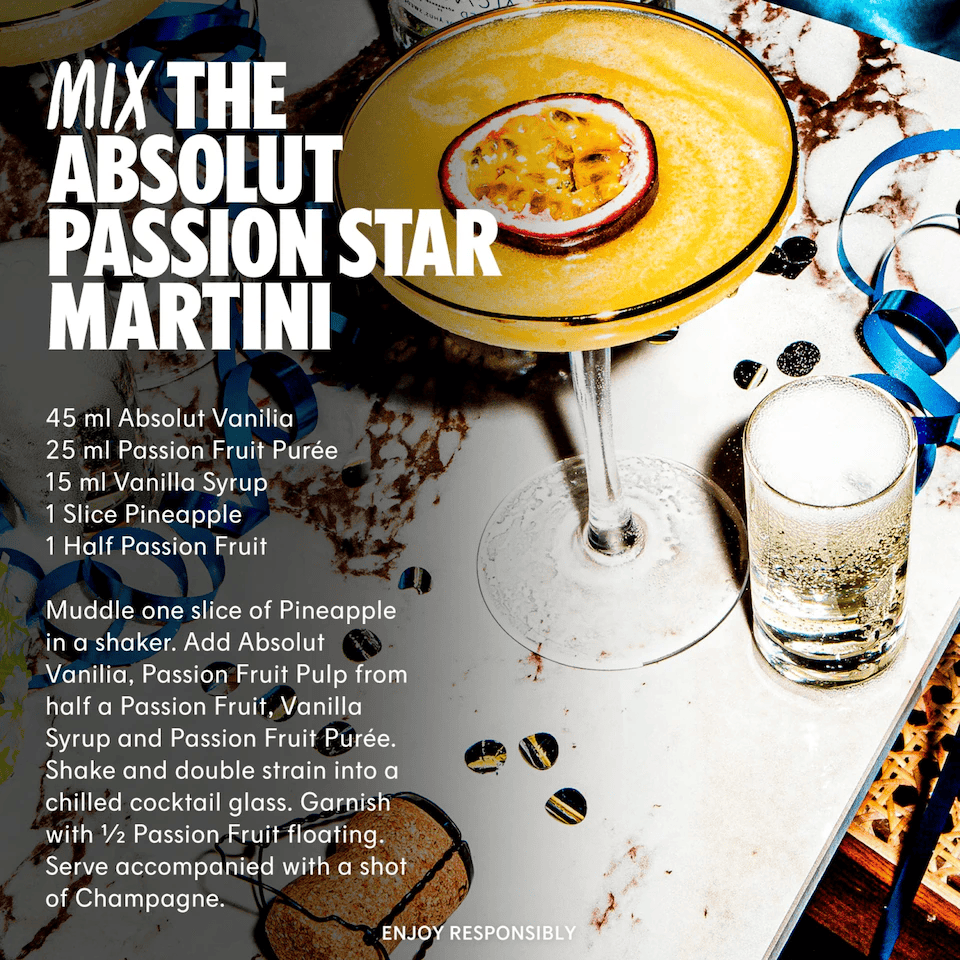 MIX THE
ABSOLUT
PASSION STAR
MARTINI
45 ml Absolut Vanilia
25 ml Passion Fruit Purée
15 ml Vanilla Syrup
1 Slice Pineapple
1 Half Passion Fruit
Muddle one slice of Pineapple
in a shaker. Add Absolut
Vanilia, Passion Fruit Pulp from
half a Passion Fruit, Vanilla
Syrup and Passion Fruit Purée.
Shake and double strain into a
chilled cocktail glass. Garnish
with ½ Passion Fruit floating.
Serve accompanied with a shot
of Champagne.
ENJOY RESPONSIBLY